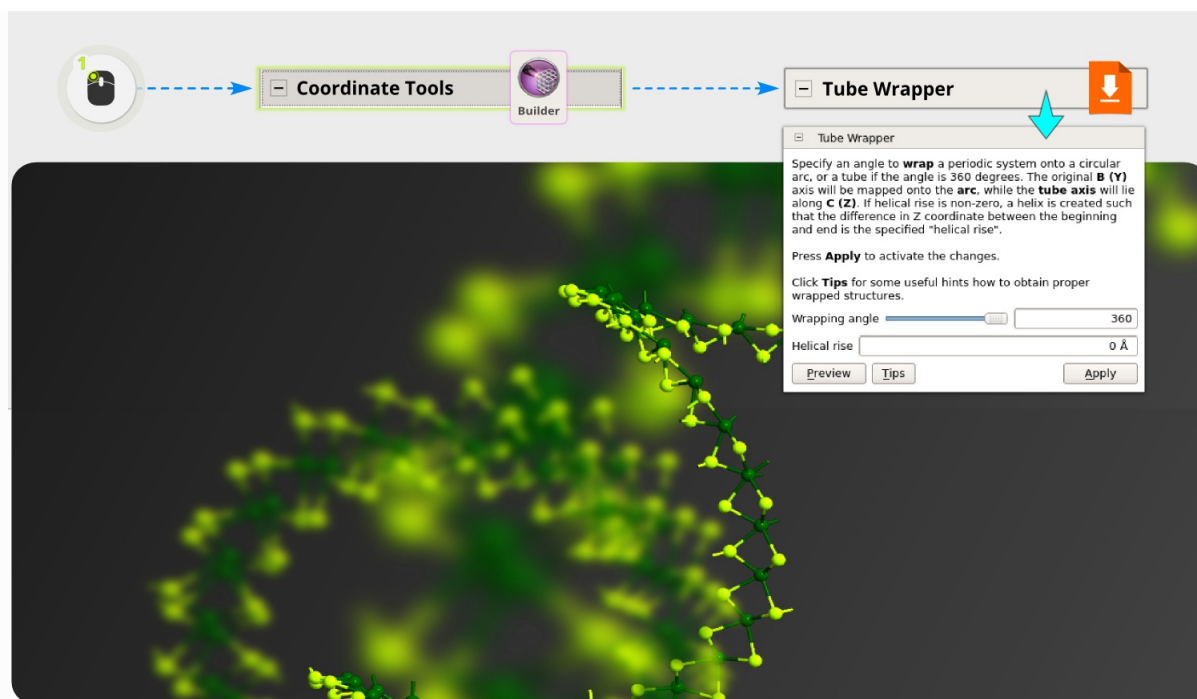 1
Coordinate Tools
Builder
Tube Wrapper
Tube Wrapper
Specify an angle to wrap a periodic system onto a circular
arc, or a tube if the angle is 360 degrees. The original B (Y)
axis will be mapped onto the arc, while the tube axis will lie
along C (Z). If helical rise is non-zero, a helix is created such
that the difference in Z coordinate between the beginning
and end is the specified "helical rise".
Press Apply to activate the changes.
Click Tips for some useful hints how to obtain proper
wrapped structures.
Wrapping angle 360
Helical rise 0 Å
Preview Tips Apply